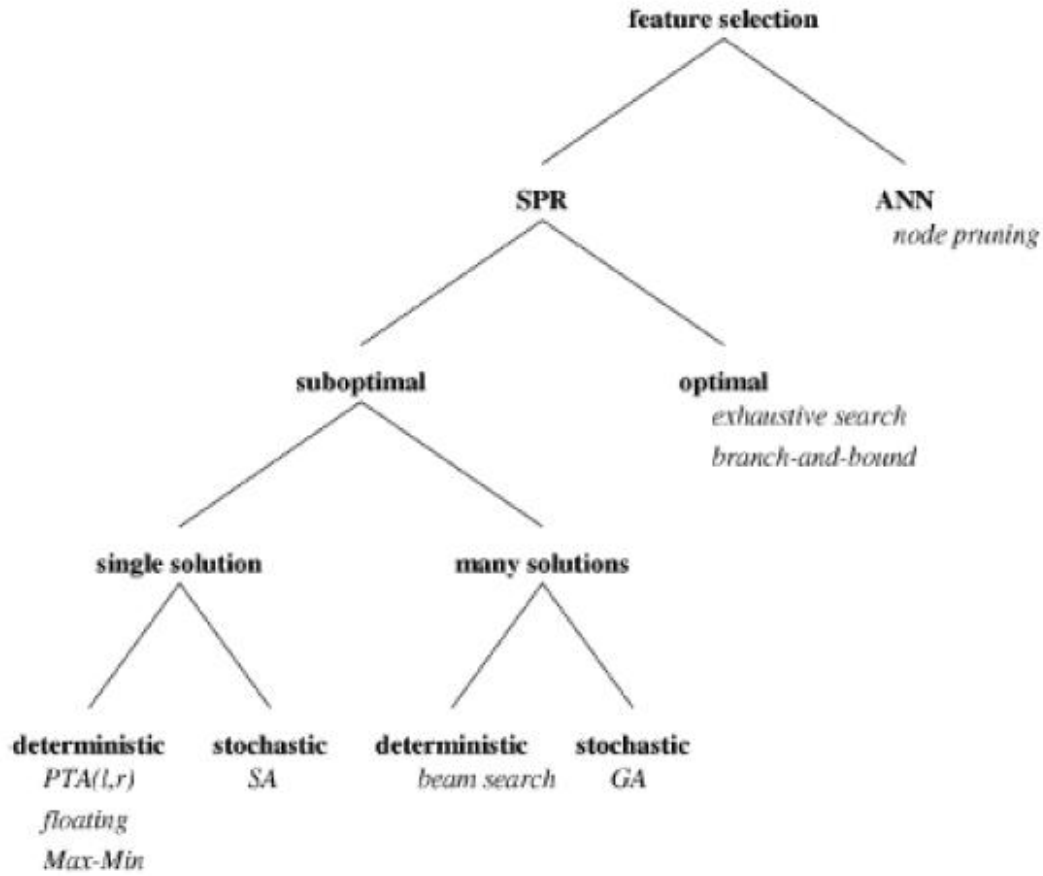 feature selection
SPR
ANN
node pruning
suboptimal
optimal
exhaustive search
branch-and-bound
single solution
many solutions
deterministic
stochastic
deterministic
stochastic
PTA(l,r)
SA
beam search
GA
floating
Max-Min